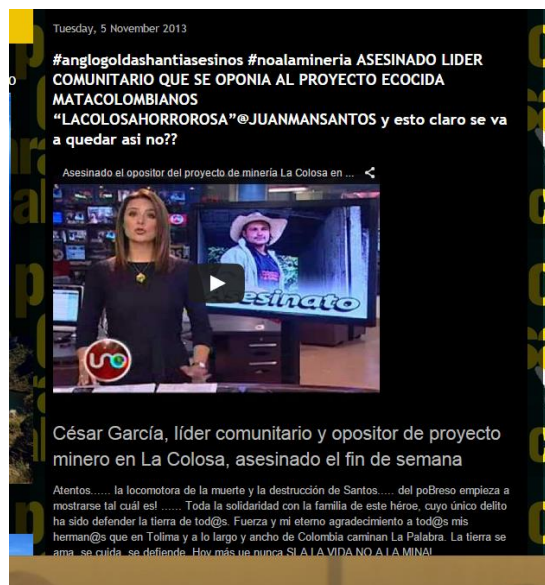 Tuesday, 5 November 2013
#anglogoldashantiasesinos #noalamineria ASESINADO LIDER
COMUNITARIO QUE SE OPONIA AL PROYECTO ECOCIDA
MATACOLOMBIANOS
“LACOLOSAHORROROSA”@JUANMANSANTOS y esto claro se va
a quedar asi no??
Asesinado el opositor del proyecto de minería La Colosa en ...
Asesinato
uno
César García, líder comunitario y opositor de proyecto
minero en La Colosa, asesinado el fin de semana
Atentos...... la locomotora de la muerte y la destrucción de Santos..... del poBreso empieza a
mostrarse tal cuál es! ...... Toda la solidaridad con la familia de este héroe, cuyo único delito
ha sido defender la tierra de tod@s. Fuerza y mi eterno agradecimiento a tod@s mis
herman@s que en Tolima y a lo largo y ancho de Colombia caminan La Palabra. La tierra se
ama, se cuida, se defiende. Hoy más ue nunca SI A LA VIDA NO A LA MINA!